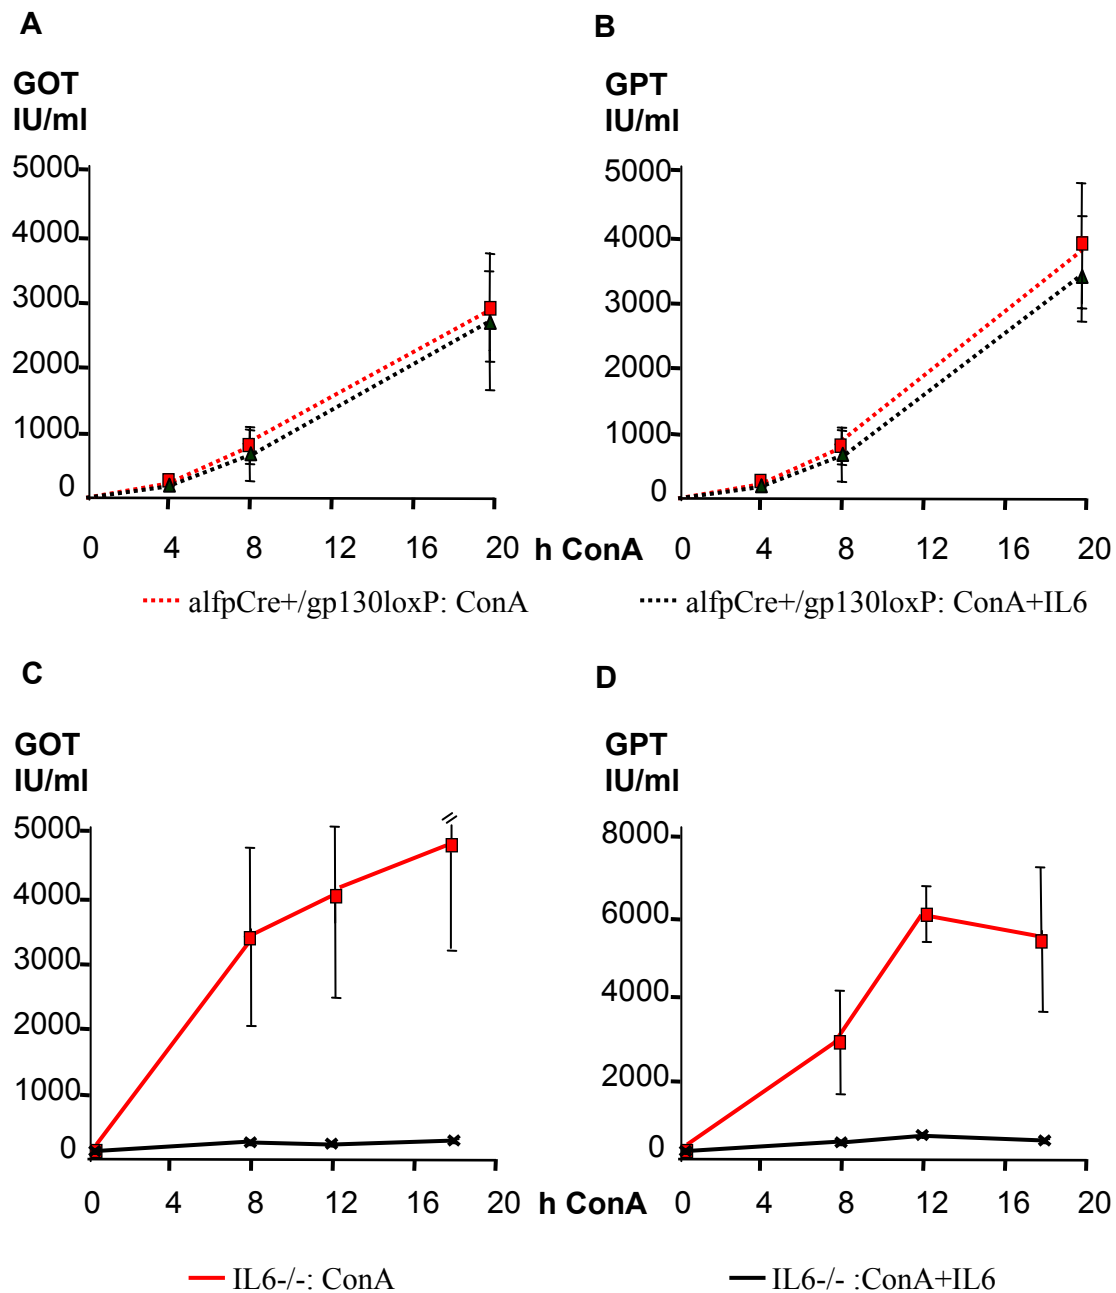 A
B
GOT
IU/ml
GPT
IU/ml
5000
4000
3000
2000
1000
0
5000
4000
3000
2000
1000
0
0 4 8 12 16 20 h ConA 0 4 8 12 16 20
alfpCre+/gp130loxP: ConA
alfpCre+/gp130loxP: ConA+IL6
C
D
GOT
IU/ml
GPT
IU/ml
5000
4000
3000
2000
1000
0
8000
6000
4000
2000
0
0 4 8 12 16 20 h ConA 0 4 8 12 16 20
IL6-/-: ConA
IL6-/- :ConA+IL6